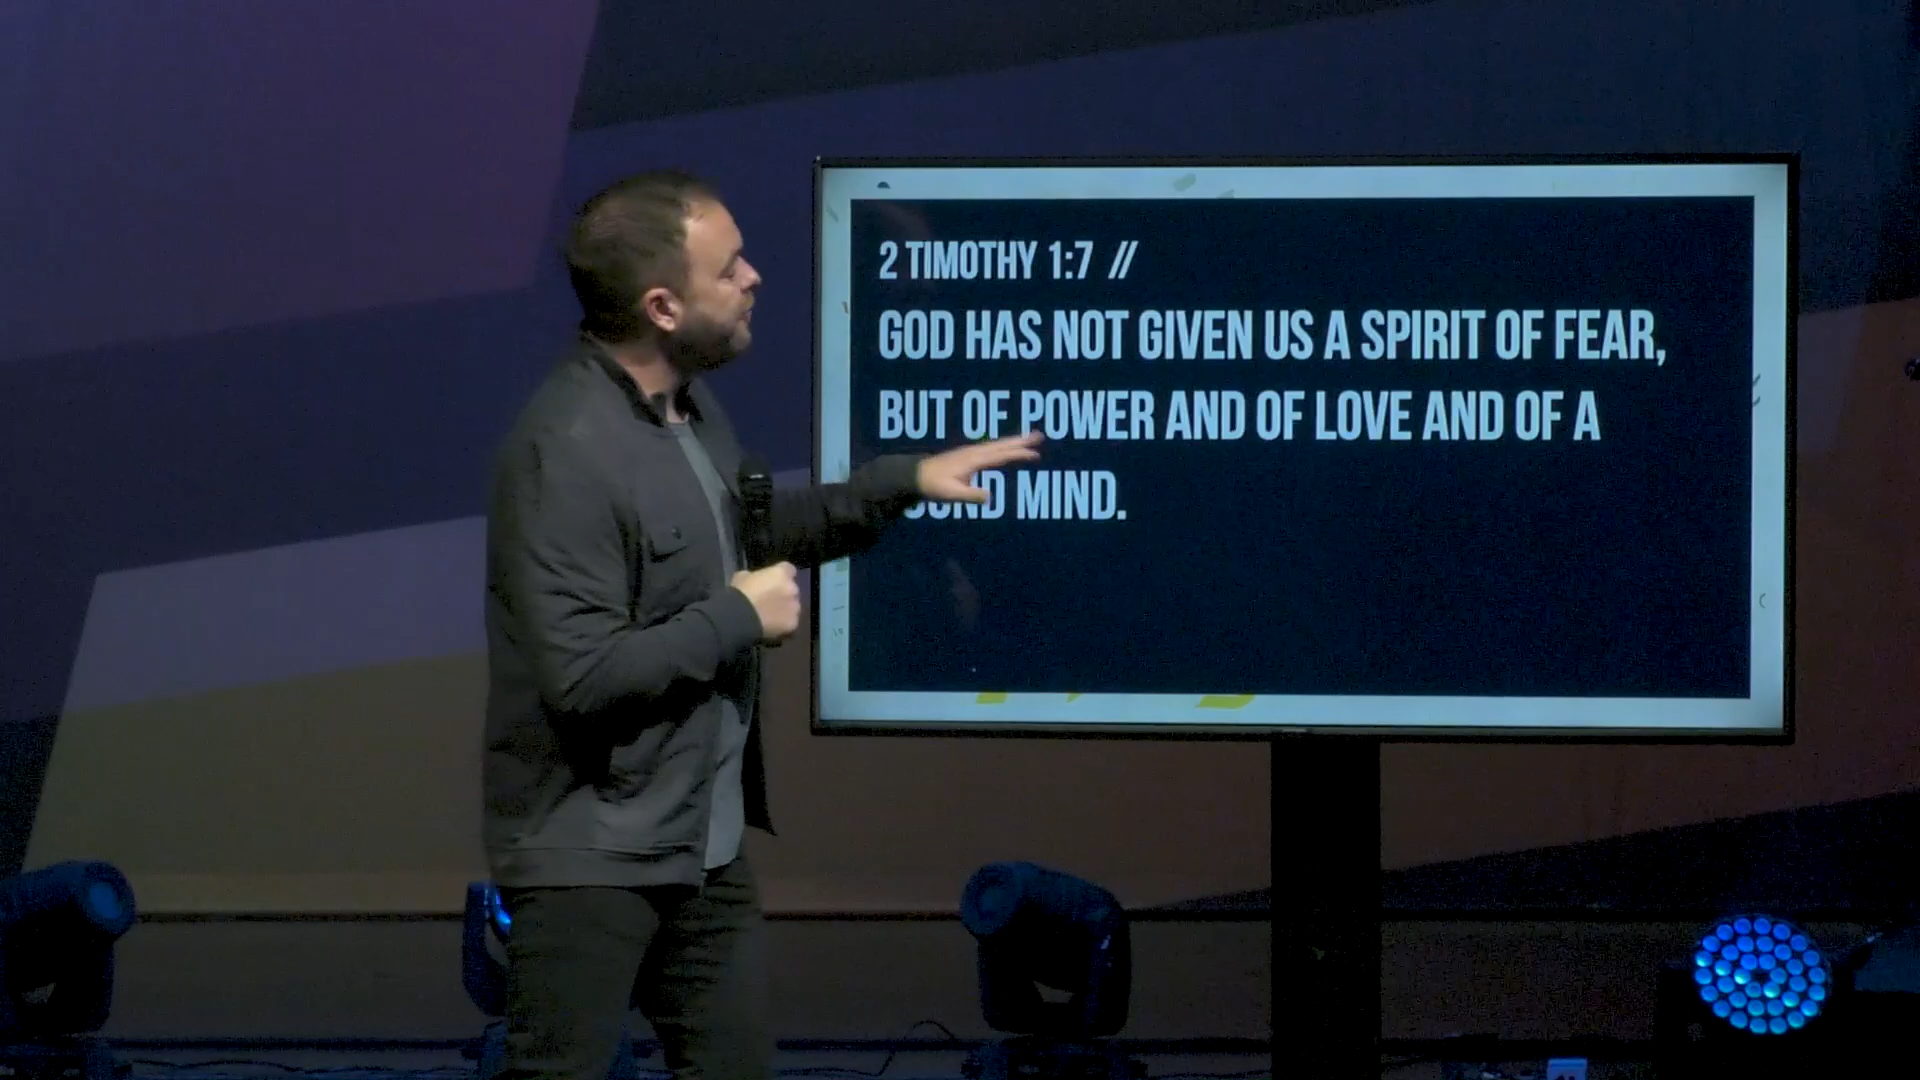 2 TIMOTHY 1:7 //
GOD HAS NOT GIVEN US A SPIRIT OF FEAR,
BUT OF POWER AND OF LOVE AND OF A
SOUND MIND.